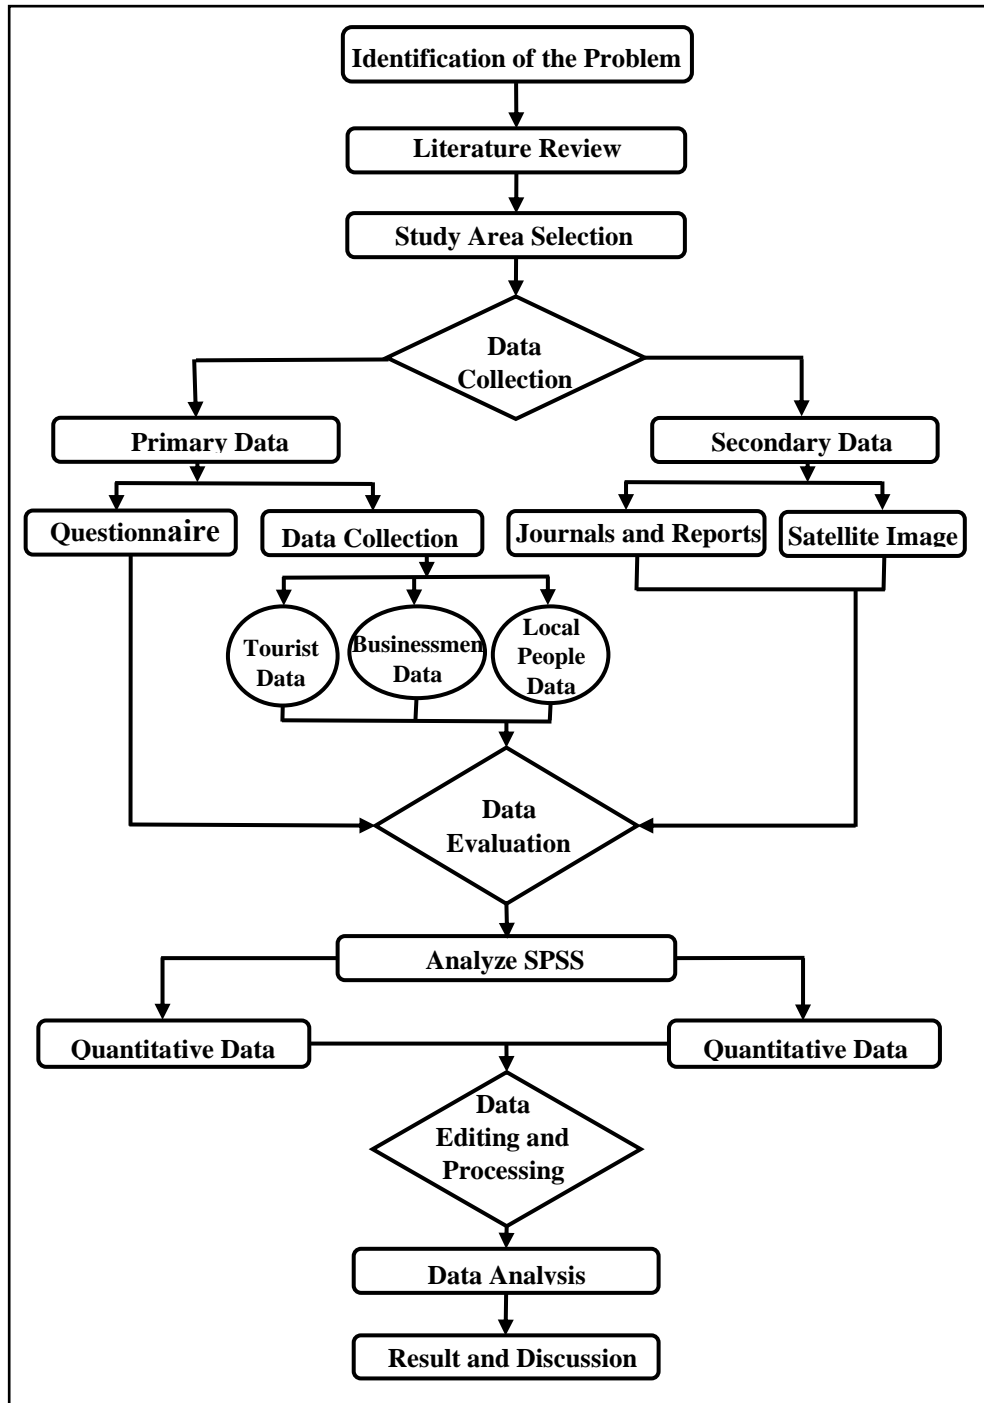 Identification of the Problem
Literature Review
Study Area Selection
Data
Collection
Primary Data
Secondary Data
Questionnaire
Data Collection
Journals and Reports
Satellite Image
Tourist
Data
Businessmen
Data
Local
People
Data
Data
Evaluation
Analyze SPSS
Quantitative Data
Quantitative Data
Data
Editing and
Processing
Data Analysis
Result and Discussion